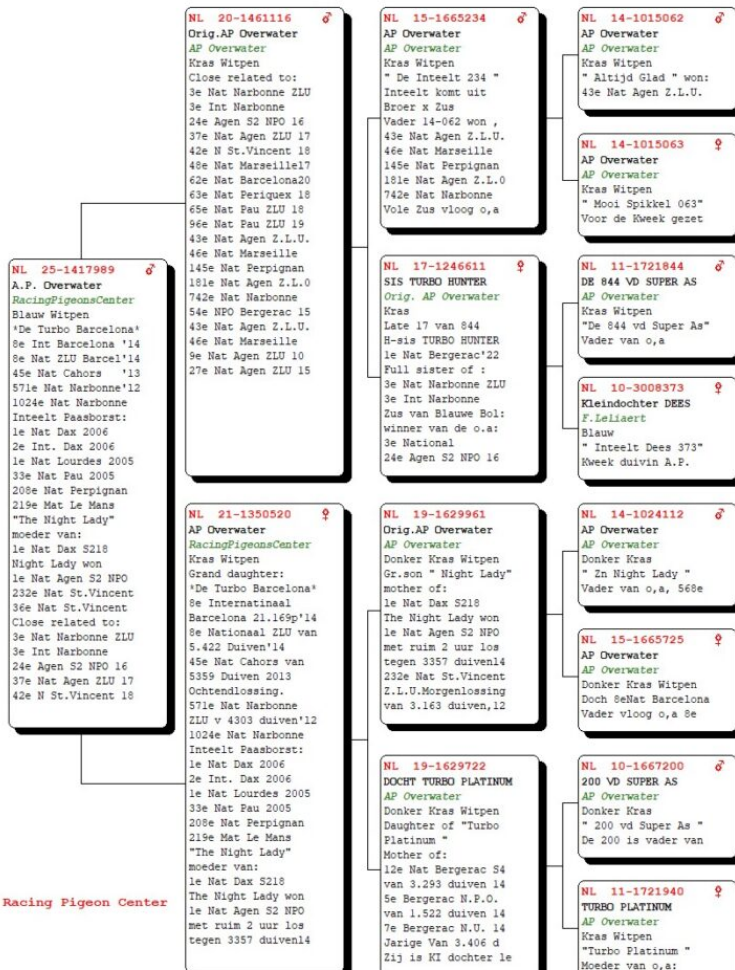 NL 25-1417989 ♂
A.P. Overwater
RacingPigeonsCenter
Blauw Witpen
*De Turbo Barcelona*
8e Int Barcelona '14
8e Nat ZLU Barcel'14
45e Nat Cahors '13
571e Nat Narbonne'12
1024e Nat Narbonne
Inteelt Paasborst:
1e Nat Dax 2006
2e Int. Dax 2006
1e Nat Lourdes 2005
33e Nat Pau 2005
208e Nat Perpignan
219e Mat Le Mans
"The Night Lady"
moeder van:
1e Nat Dax S218
Night Lady won
1e Nat Agen S2 NPO
232e Nat St.Vincent
36e Nat St.Vincent
Close related to:
3e Nat Narbonne ZLU
3e Int Narbonne
24e Agen S2 NPO 16
37e Nat Agen ZLU 17
42e N St.Vincent 18
NL 20-1461116 ♂
Orig.AP Overwater
AP Overwater
Kras Witpen
Close related to:
3e Nat Narbonne ZLU
3e Int Narbonne
24e Agen S2 NPO 16
37e Nat Agen ZLU 17
42e N St.Vincent 18
48e Nat Marseille17
62e Nat Barcelona20
63e Nat Periquex 18
65e Nat Pau ZLU 18
96e Nat Pau ZLU 19
43e Nat Agen Z.L.U.
46e Nat Marseille
145e Nat Perpignan
181e Nat Agen Z.L.O
742e Nat Narbonne
54e NPO Bergerac 15
43e Nat Agen Z.L.U.
46e Nat Marseille
9e Nat Agen ZLU 10
27e Nat Agen ZLU 15
NL 21-1350520 ♀
AP Overwater
RacingPigeonsCenter
Kras Witpen
Grand daughter:
*De Turbo Barcelona*
8e Internatinaal
Barcelona 21.169p'14
8e Nationaal ZLU van
5.422 Duiven'14
45e Nat Cahors van
5359 Duiven 2013
Ochtendlossing.
571e Nat Narbonne
ZLU v 4303 duiven'12
1024e Nat Narbonne
Inteelt Paasborst:
1e Nat Dax 2006
2e Int. Dax 2006
1e Nat Lourdes 2005
33e Nat Pau 2005
208e Nat Perpignan
219e Mat Le Mans
"The Night Lady"
moeder van:
1e Nat Dax S218
The Night Lady won
1e Nat Agen S2 NPO
met ruim 2 uur los
tegen 3357 duiven14
NL 15-1665234 ♂
AP Overwater
AP Overwater
Kras Witpen
" De Inteelt 234 "
Inteelt komt uit
Broer x Zus
Vader 14-062 won ,
43e Nat Agen Z.L.U.
46e Nat Marseille
145e Nat Perpignan
181e Nat Agen Z.L.O
742e Nat Narbonne
Vole Zus vloog o,a
NL 17-1246611 ♀
SIS TURBO HUNTER
Orig. AP Overwater
Kras
Late 17 van 844
H-sis TURBO HUNTER
1e Nat Bergerac'22
Full sister of :
3e Nat Narbonne ZLU
3e Int Narbonne
Zus van Blauwe Bol:
winner van de o.a:
3e National
24e Agen S2 NPO 16
NL 19-1629961
Orig.AP Overwater
AP Overwater
Donker Kras Witpen
Gr.son " Night Lady"
mother of:
1e Nat Dax S218
The Night Lady won
1e Nat Agen S2 NPO
met ruim 2 uur los
tegen 3357 duiven14
232e Nat St.Vincent
Z.L.U.Morgenlossing
van 3.163 duiven,12
NL 19-1629722
DOCHT TURBO PLATINUM
AP Overwater
Donker Kras Witpen
Daughter of "Turbo
Platinum "
Mother of:
12e Nat Bergerac S4
van 3.293 duiven 14
5e Bergerac N.P.O.
van 1.522 duiven 14
7e Bergerac N.U. 14
Jarige Van 3.406 d
Zij is KI dochter le
NL 14-1015062 ♂
AP Overwater
AP Overwater
Kras Witpen
" Altijd Glad " won:
43e Nat Agen Z.L.U.
NL 14-1015063 ♀
AP Overwater
AP Overwater
Kras Witpen
" Mooi Spikkel 063"
Voor de Kweek gezet
NL 11-1721844 ♂
DE 844 VD SUPER AS
AP Overwater
Kras Witpen
"De 844 vd Super As"
Vader van o,a
NL 10-3008373 ♀
Kleindochter DEES
F.Leliaert
Blauw
" Inteelt Dees 373"
Kweek duivin A.P.
NL 14-1024112 ♂
AP Overwater
AP Overwater
Donker Kras
" Zn Night Lady "
Vader van o,a, 568e
NL 15-1665725 ♀
AP Overwater
AP Overwater
Donker Kras Witpen
Doch 8eNat Barcelona
Vader vloog o,a 8e
NL 10-1667200 ♂
200 VD SUPER AS
AP Overwater
Donker Kras
" 200 vd Super As "
De 200 is vader van
NL 11-1721940 ♀
TURBO PLATINUM
AP Overwater
Kras Witpen
"Turbo Platinum "
Moeder van o,a:
Racing Pigeon Center